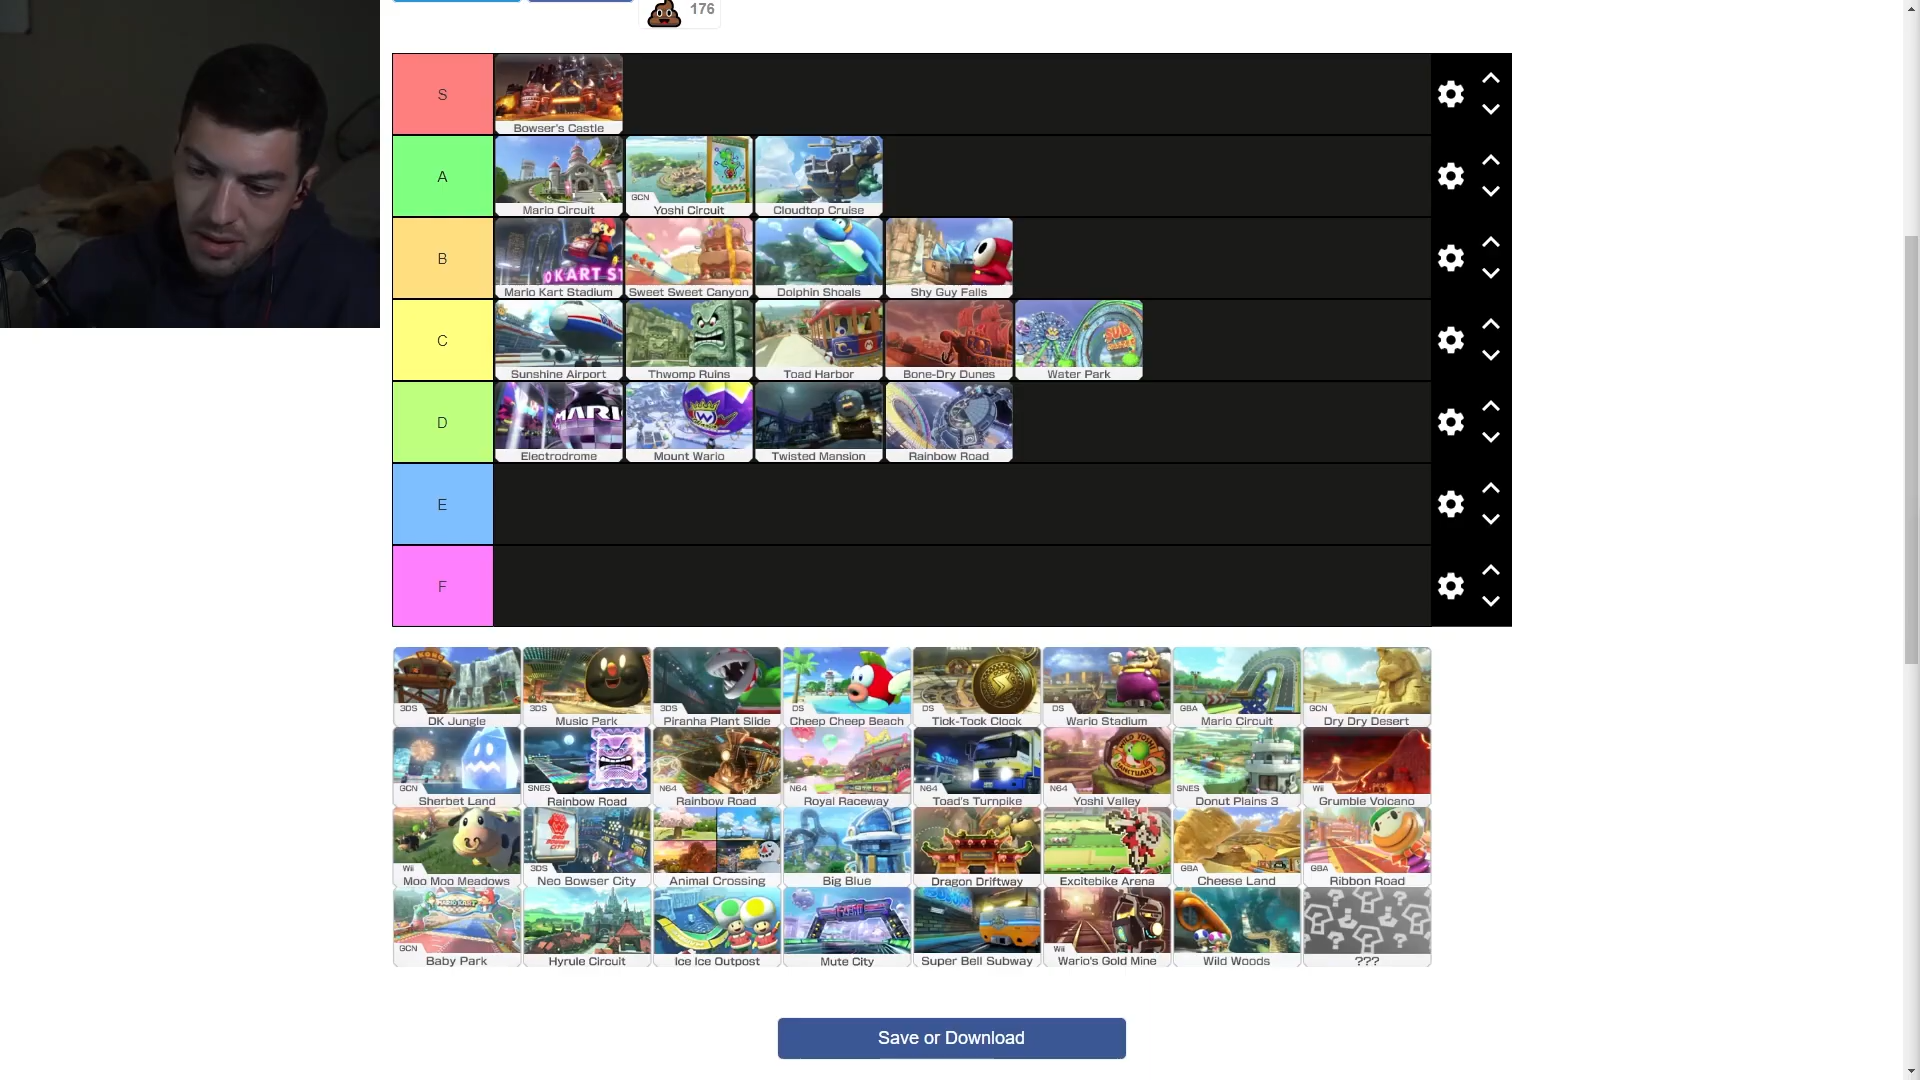 176
S
Bowser's Castle
A
Mario Circuit
GCN
Yoshi Circuit
Cloudtop Cruise
B
Mario Kart Stadium
Sweet Sweet Canyon
Dolphin Shoals
Shy Guy Falls
C
Sunshine Airport
Thwomp Ruins
Toad Harbor
Bone-Dry Dunes
Water Park
D
Electrodrome
Mount Wario
Twisted Mansion
Rainbow Road
E
F
3DS
DK Jungle
3DS
Music Park
3DS
Piranha Plant Slide
DS
Cheep Cheep Beach
DS
Tick-Tock Clock
DS
Wario Stadium
GBA
Mario Circuit
GCN
Dry Dry Desert
GCN
Sherbet Land
SNES
Rainbow Road
N64
Rainbow Road
N64
Royal Raceway
N64
Toad's Turnpike
N64
Yoshi Valley
SNES
Donut Plains 3
Wii
Grumble Volcano
Wii
Moo Moo Meadows
3DS
Neo Bowser City
Animal Crossing
Big Blue
Dragon Driftway
Excitebike Arena
GBA
Cheese Land
GBA
Ribbon Road
GCN
Baby Park
Hyrule Circuit
Ice Ice Outpost
Mute City
Super Bell Subway
Wii
Wario's Gold Mine
Wild Woods
???
Save or Download